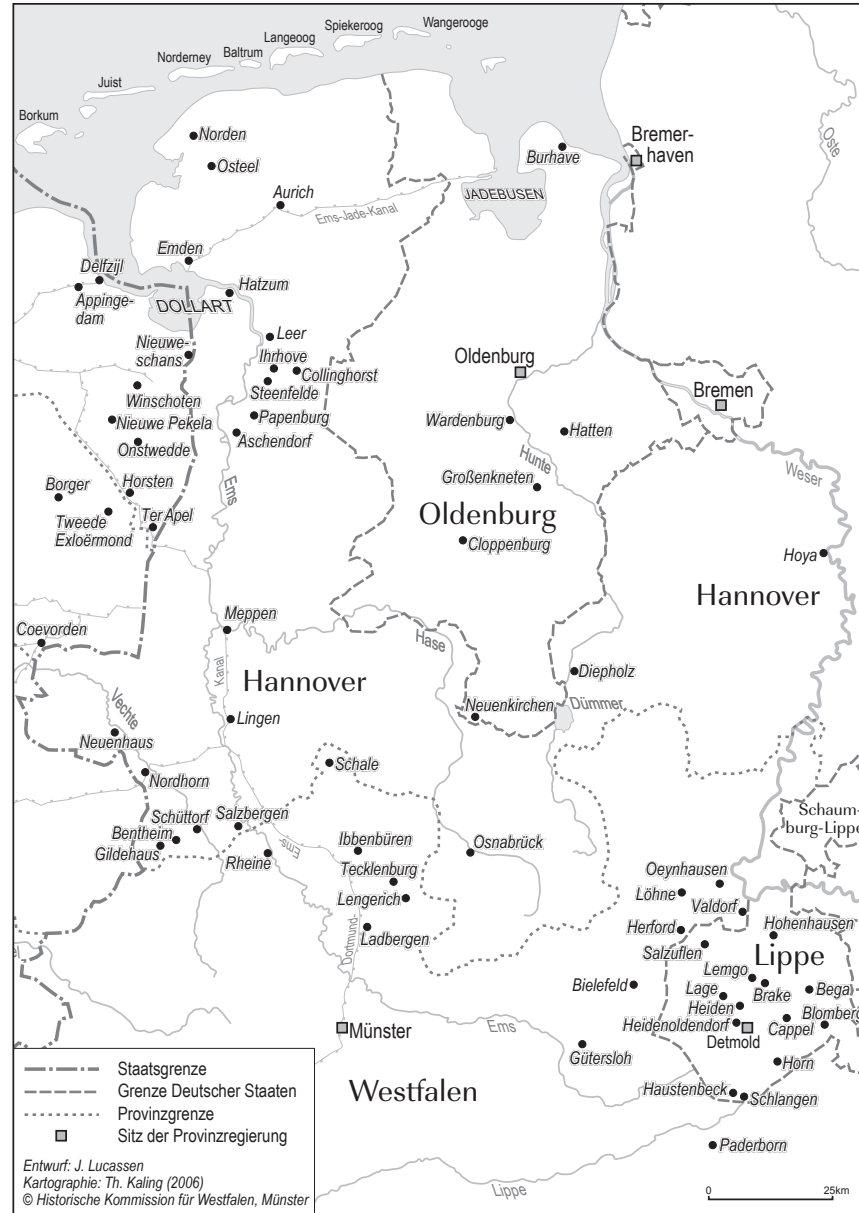 Wangerooge
Spiekeroog
Langeoog
Baltrum
Norderney
Juist
Borkum
Norden
Osteel
Burhave
Bremer-
haven
Oste
Aurich
JADEBUSEN
Ems-Jade-Kanal
Emden
Delfzijl
Appinge-
dam
DOLLART
Hatzum
Nieuwe-
schans
Leer
Ihrhove
Collinghorst
Steenfelde
Oldenburg
Winschoten
Nieuwe Pekela
Onstwedde
Papenburg
Aschendorf
Wardenburg
Hatten
Bremen
Hunte
Weser
Ems
Borger
Horsten
Tweede
Exloërmond
Ter Apel
Großenkneten
Oldenburg
Cloppenburg
Hoya
Hannover
Meppen
Coevorden
Hase
Kanal
Hannover
Diepholz
Vechte
Lingen
Neuenkirchen
Dümmer
Neuenhaus
Nordhorn
Schale
Schaum-
burg-Lippe
Schüttorf
Salzbergen
Bentheim
Gildehaus
Rheine
Ems-
Ibbenbüren
Osnabrück
Tecklenburg
Lengerich
Ladbergen
Dortmund-
Oeynhausen
Löhne
Valdorf
Herford
Hohenhausen
Salzuflen
Lippe
Lemgo
Bielefeld
Lage
Brake
Bega
Heiden
Blomberg
Heidenoldendorf
Cappel
Detmold
Münster
Ems
Gütersloh
Horn
Westfalen
Haustenbeck
Schlangen
Paderborn
Lippe
Staatsgrenze
Grenze Deutscher Staaten
Provinzgrenze
Sitz der Provinzregierung
Entwurf: J. Lucassen
Kartographie: Th. Kaling (2006)
© Historische Kommission für Westfalen, Münster
0 25km